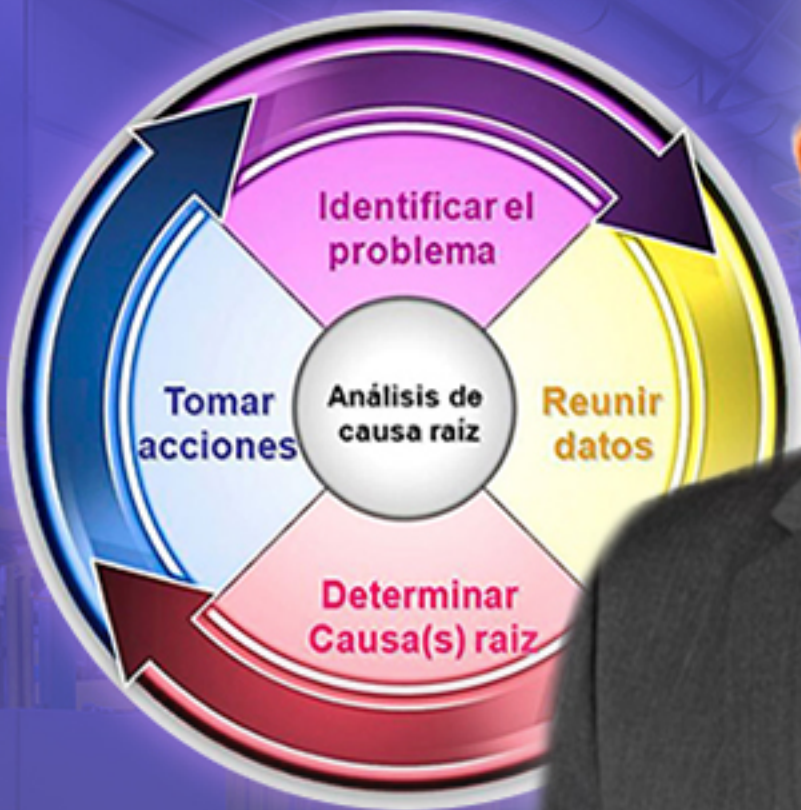 Identificar el
problema
Tomar
acciones
Análisis de
causa raíz
Reunir
datos
Determinar
Causa(s) raiz